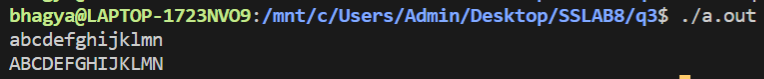 bhagya@LAPTOP-1723NVO9:/mnt/c/Users/Admin/Desktop/SSLAB8/q3$ ./a.out
abcdefghijklmn
ABCDEFGHIJKLMN